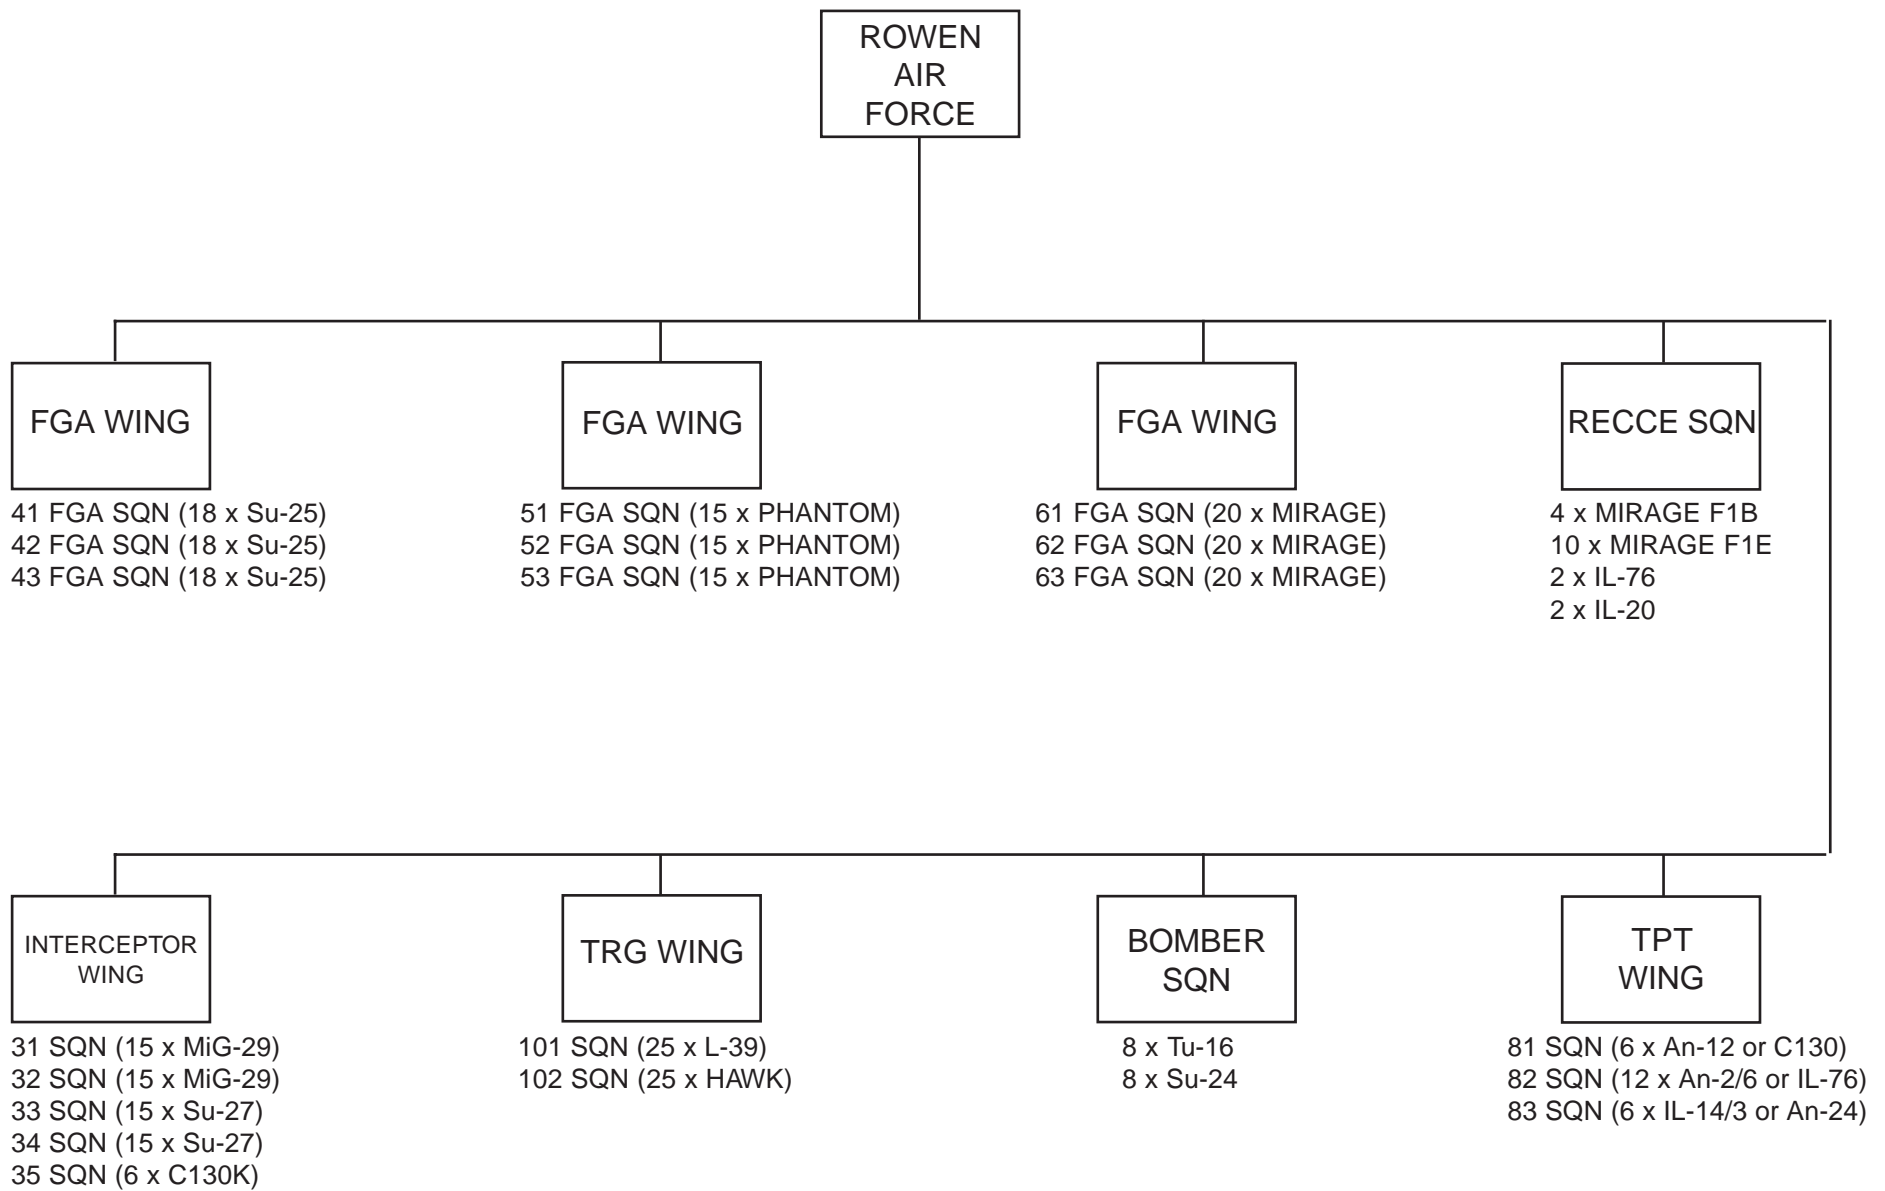 ROWEN
AIR
FORCE
FGA WING
41 FGA SQN (18 x Su-25)
42 FGA SQN (18 x Su-25)
43 FGA SQN (18 x Su-25)
FGA WING
51 FGA SQN (15 x PHANTOM)
52 FGA SQN (15 x PHANTOM)
53 FGA SQN (15 x PHANTOM)
FGA WING
61 FGA SQN (20 x MIRAGE)
62 FGA SQN (20 x MIRAGE)
63 FGA SQN (20 x MIRAGE)
RECCE SQN
4 x MIRAGE F1B
10 x MIRAGE F1E
2 x IL-76
2 x IL-20
INTERCEPTOR
WING
31 SQN (15 x MiG-29)
32 SQN (15 x MiG-29)
33 SQN (15 x Su-27)
34 SQN (15 x Su-27)
35 SQN (6 x C130K)
TRG WING
101 SQN (25 x L-39)
102 SQN (25 x HAWK)
BOMBER
SQN
8 x Tu-16
8 x Su-24
TPT
WING
81 SQN (6 x An-12 or C130)
82 SQN (12 x An-2/6 or IL-76)
83 SQN (6 x IL-14/3 or An-24)